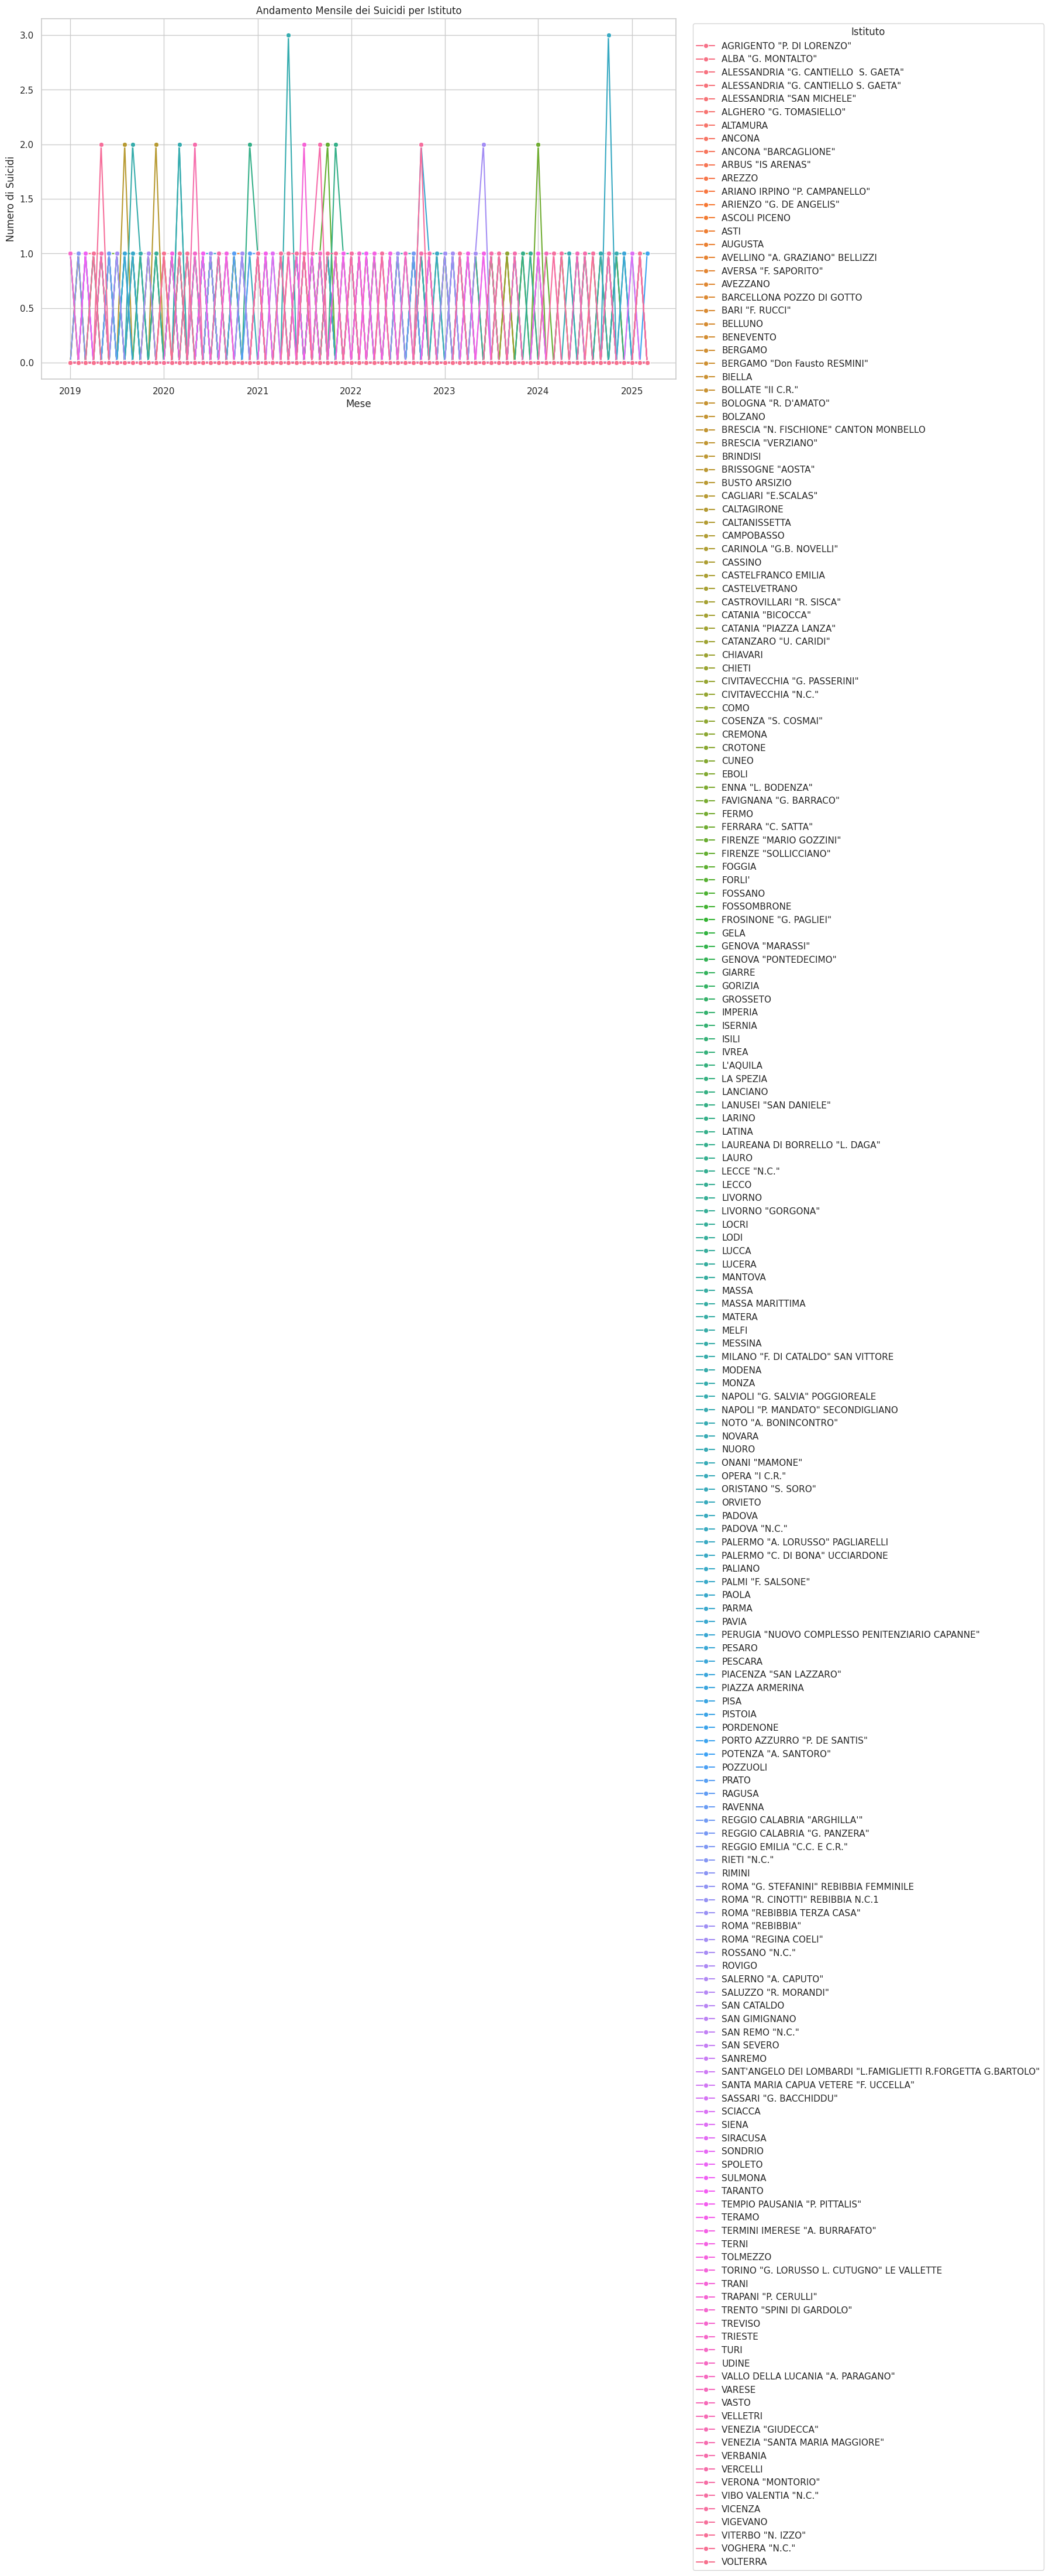 Andamento Mensile dei Suicidi per Istituto
3.0
2.5
2.0
1.5
1.0
0.5
0.0
Numero di Suicidi
2019
2020
2021
2022
2023
2024
2025
Mese
Istituto
AGRIGENTO "P. DI LORENZO"
ALBA "G. MONTALTO"
ALESSANDRIA "G. CANTIELLO  S. GAETA"
ALESSANDRIA "G. CANTIELLO S. GAETA"
ALESSANDRIA "SAN MICHELE"
ALGHERO "G. TOMASIELLO"
ALTAMURA
ANCONA
ANCONA "BARCAGLIONE"
ARBUS "IS ARENAS"
AREZZO
ARIANO IRPINO "P. CAMPANELLO"
ARIENZO "G. DE ANGELIS"
ASCOLI PICENO
ASTI
AUGUSTA
AVELLINO "A. GRAZIANO" BELLIZZI
AVERSA "F. SAPORITO"
AVEZZANO
BARCELLONA POZZO DI GOTTO
BARI "F. RUCCI"
BELLUNO
BENEVENTO
BERGAMO
BERGAMO "Don Fausto RESMINI"
BIELLA
BOLLATE "II C.R."
BOLOGNA "R. D'AMATO"
BOLZANO
BRESCIA "N. FISCHIONE" CANTON MONBELLO
BRESCIA "VERZIANO"
BRINDISI
BRISSOGNE "AOSTA"
BUSTO ARSIZIO
CAGLIARI "E.SCALAS"
CALTAGIRONE
CALTANISSETTA
CAMPOBASSO
CARINOLA "G.B. NOVELLI"
CASSINO
CASTELFRANCO EMILIA
CASTELVETRANO
CASTROVILLARI "R. SISCA"
CATANIA "BICOCCA"
CATANIA "PIAZZA LANZA"
CATANZARO "U. CARIDI"
CHIAVARI
CHIETI
CIVITAVECCHIA "G. PASSERINI"
CIVITAVECCHIA "N.C."
COMO
COSENZA "S. COSMAI"
CREMONA
CROTONE
CUNEO
EBOLI
ENNA "L. BODENZA"
FAVIGNANA "G. BARRACO"
FERMO
FERRARA "C. SATTA"
FIRENZE "MARIO GOZZINI"
FIRENZE "SOLLICCIANO"
FOGGIA
FORLI'
FOSSANO
FOSSOMBRONE
FROSINONE "G. PAGLIEI"
GELA
GENOVA "MARASSI"
GENOVA "PONTEDECIMO"
GIARRE
GORIZIA
GROSSETO
IMPERIA
ISERNIA
ISILI
IVREA
L'AQUILA
LA SPEZIA
LANCIANO
LANUSEI "SAN DANIELE"
LARINO
LATINA
LAUREANA DI BORRELLO "L. DAGA"
LAURO
LECCE "N.C."
LECCO
LIVORNO
LIVORNO "GORGONA"
LOCRI
LODI
LUCCA
LUCERA
MANTOVA
MASSA
MASSA MARITTIMA
MATERA
MELFI
MESSINA
MILANO "F. DI CATALDO" SAN VITTORE
MODENA
MONZA
NAPOLI "G. SALVIA" POGGIOREALE
NAPOLI "P. MANDATO" SECONDIGLIANO
NOTO "A. BONINCONTRO"
NOVARA
NUORO
ONANI "MAMONE"
OPERA "I C.R."
ORISTANO "S. SORO"
ORVIETO
PADOVA
PADOVA "N.C."
PALERMO "A. LORUSSO" PAGLIARELLI
PALERMO "C. DI BONA" UCCIARDONE
PALIANO
PALMI "F. SALSONE"
PAOLA
PARMA
PAVIA
PERUGIA "NUOVO COMPLESSO PENITENZIARIO CAPANNE"
PESARO
PESCARA
PIACENZA "SAN LAZZARO"
PIAZZA ARMERINA
PISA
PISTOIA
PORDENONE
PORTO AZZURRO "P. DE SANTIS"
POTENZA "A. SANTORO"
POZZUOLI
PRATO
RAGUSA
RAVENNA
REGGIO CALABRIA "ARGHILLA'"
REGGIO CALABRIA "G. PANZERA"
REGGIO EMILIA "C.C. E C.R."
RIETI "N.C."
RIMINI
ROMA "G. STEFANINI" REBIBBIA FEMMINILE
ROMA "R. CINOTTI" REBIBBIA N.C.1
ROMA "REBIBBIA TERZA CASA"
ROMA "REBIBBIA"
ROMA "REGINA COELI"
ROSSANO "N.C."
ROVIGO
SALERNO "A. CAPUTO"
SALUZZO "R. MORANDI"
SAN CATALDO
SAN GIMIGNANO
SAN REMO "N.C."
SAN SEVERO
SANREMO
SANT'ANGELO DEI LOMBARDI "L.FAMIGLIETTI R.FORGETTA G.BARTOLO"
SANTA MARIA CAPUA VETERE "F. UCCELLA"
SASSARI "G. BACCHIDDU"
SCIACCA
SIENA
SIRACUSA
SONDRIO
SPOLETO
SULMONA
TARANTO
TEMPIO PAUSANIA "P. PITTALIS"
TERAMO
TERMINI IMERESE "A. BURRAFATO"
TERNI
TOLMEZZO
TORINO "G. LORUSSO L. CUTUGNO" LE VALLETTE
TRANI
TRAPANI "P. CERULLI"
TRENTO "SPINI DI GARDOLO"
TREVISO
TRIESTE
TURI
UDINE
VALLO DELLA LUCANIA "A. PARAGANO"
VARESE
VASTO
VELLETRI
VENEZIA "GIUDECCA"
VENEZIA "SANTA MARIA MAGGIORE"
VERBANIA
VERCELLI
VERONA "MONTORIO"
VIBO VALENTIA "N.C."
VICENZA
VIGEVANO
VITERBO "N. IZZO"
VOGHERA "N.C."
VOLTERRA